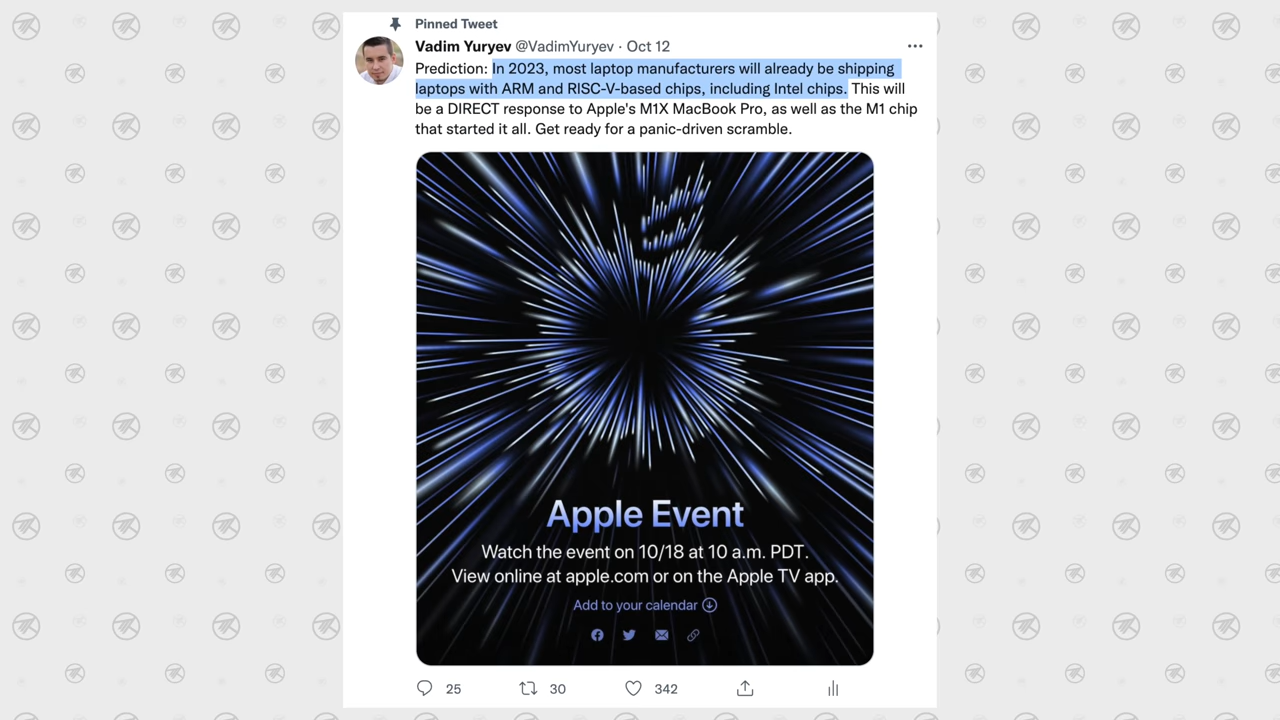 Pinned Tweet
Vadim Yuryev @VadimYuryev · Oct 12
Prediction: In 2023, most laptop manufacturers will already be shipping
laptops with ARM and RISC-V-based chips, including Intel chips. This will
be a DIRECT response to Apple's M1X MacBook Pro, as well as the M1 chip
that started it all. Get ready for a panic-driven scramble.
Apple Event
Watch the event on 10/18 at 10 a.m. PDT.
View online at apple.com or on the Apple TV app.
Add to your calendar
25 30 342